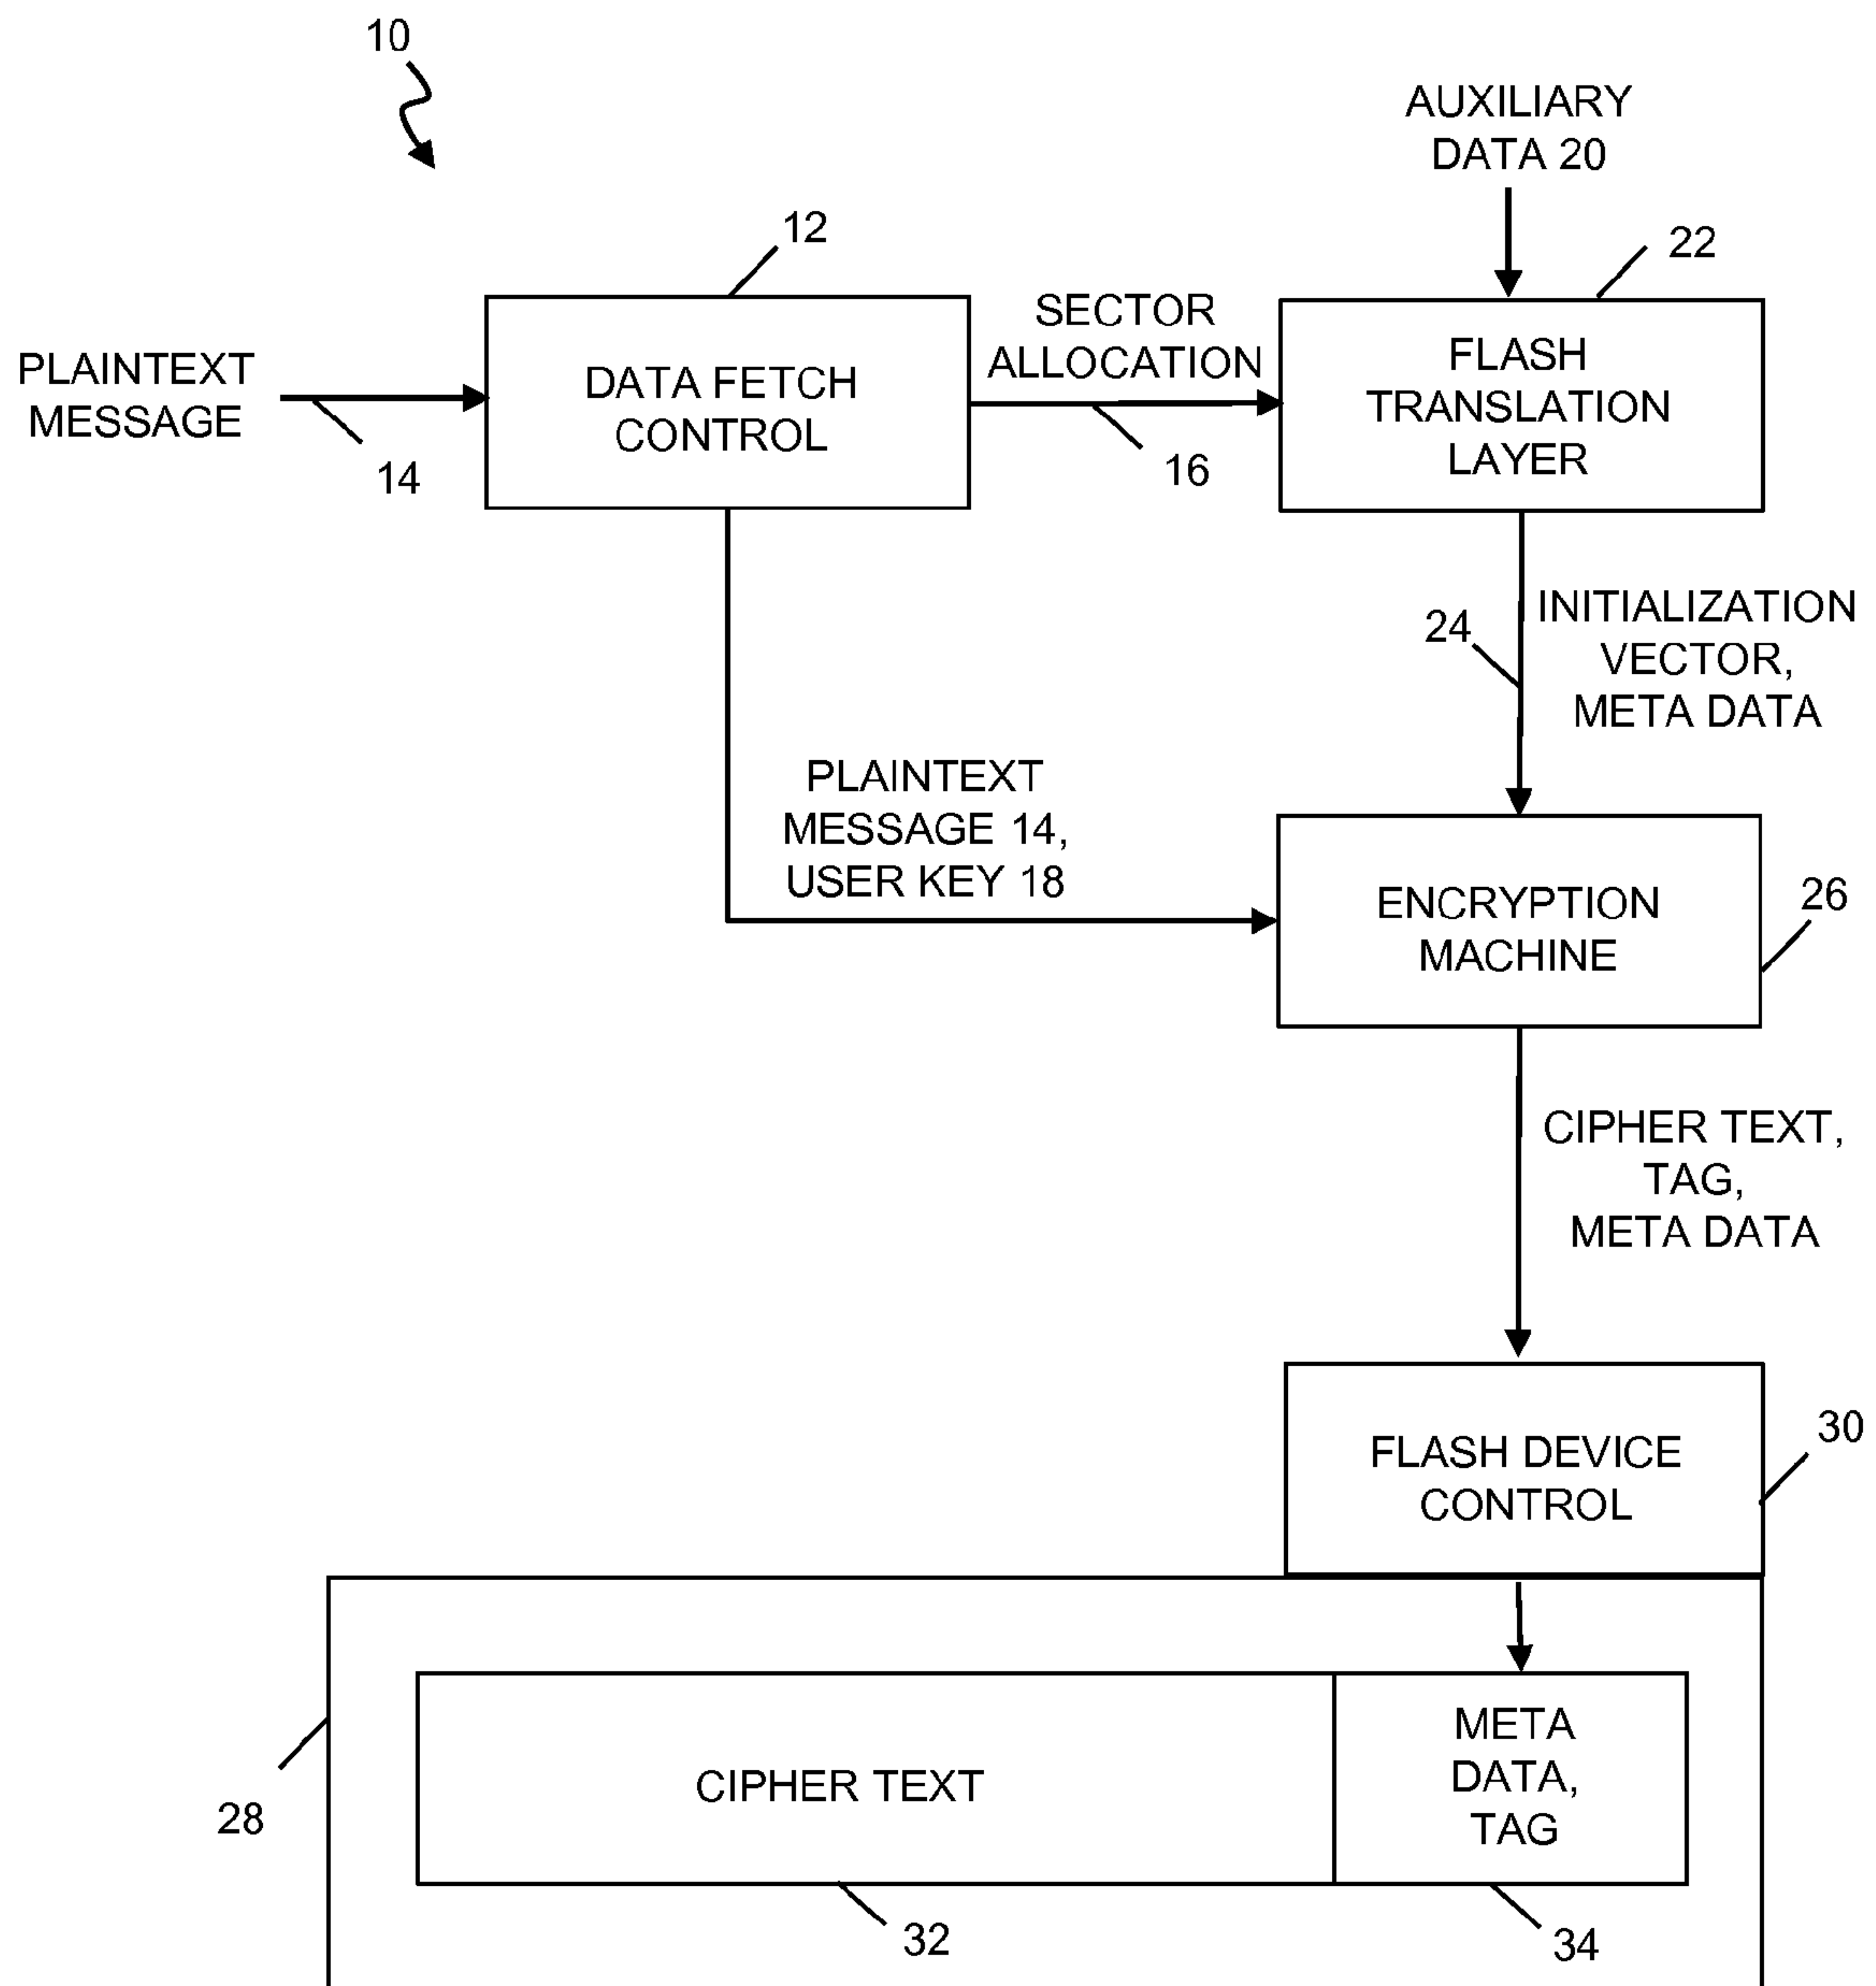 10
AUXILIARY
DATA 20
12
22
PLAINTEXT
MESSAGE
14
DATA FETCH
CONTROL
SECTOR
ALLOCATION
16
FLASH
TRANSLATION
LAYER
24
INITIALIZATION
VECTOR,
META DATA
PLAINTEXT
MESSAGE 14,
USER KEY 18
ENCRYPTION
MACHINE
26
CIPHER TEXT,
TAG,
META DATA
FLASH DEVICE
CONTROL
30
28
CIPHER TEXT
META
DATA,
TAG
32
34